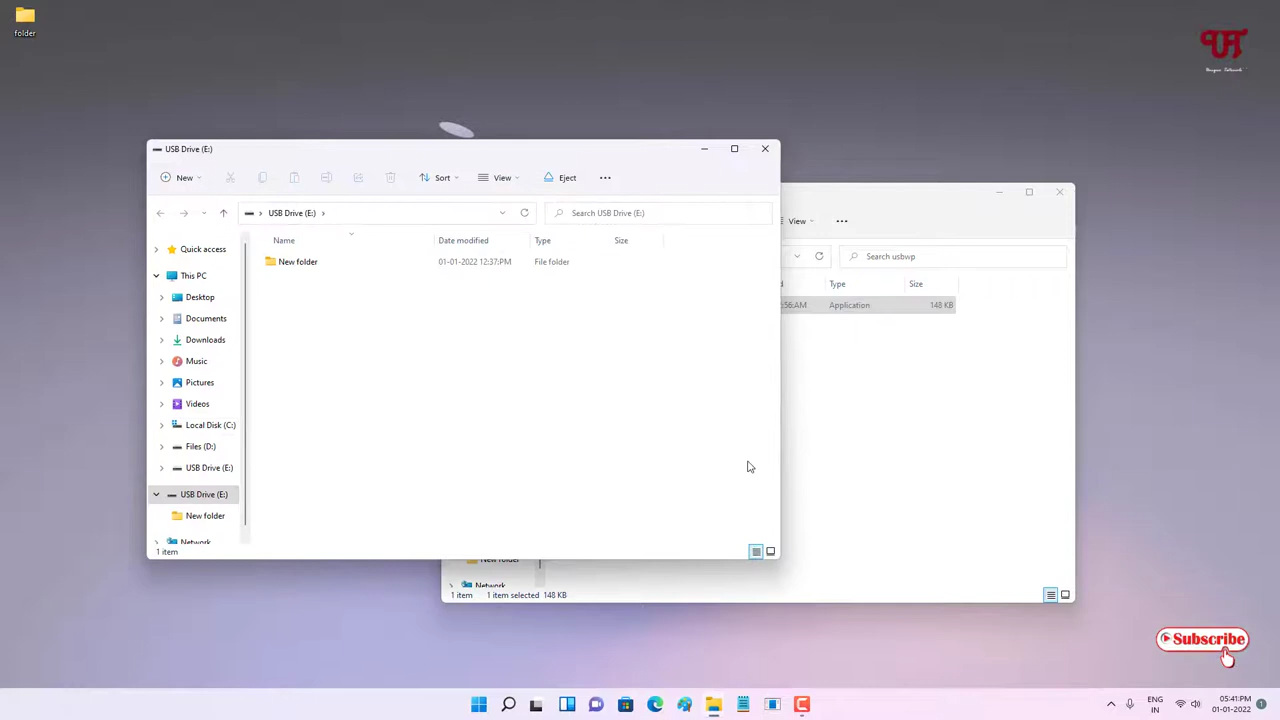 folder
UT
USB Drive (E:)
New
Sort
View
Eject
USB Drive (E:)
Search USB Drive (E:)
Name
Date modified
Type
Size
New folder
01-01-2022 12:37:PM
File folder
Quick access
This PC
Desktop
Documents
Downloads
Music
Pictures
Videos
Local Disk (C:)
Files (D:)
USB Drive (E:)
USB Drive (E:)
New folder
Network
1 item
View
Search usbwp
Type
Size
:56:AM
Application
148 KB
New folder
Network
1 item
1 item selected 148 KB
Subscribe
ENG
IN
05:41:PM
01-01-2022
1